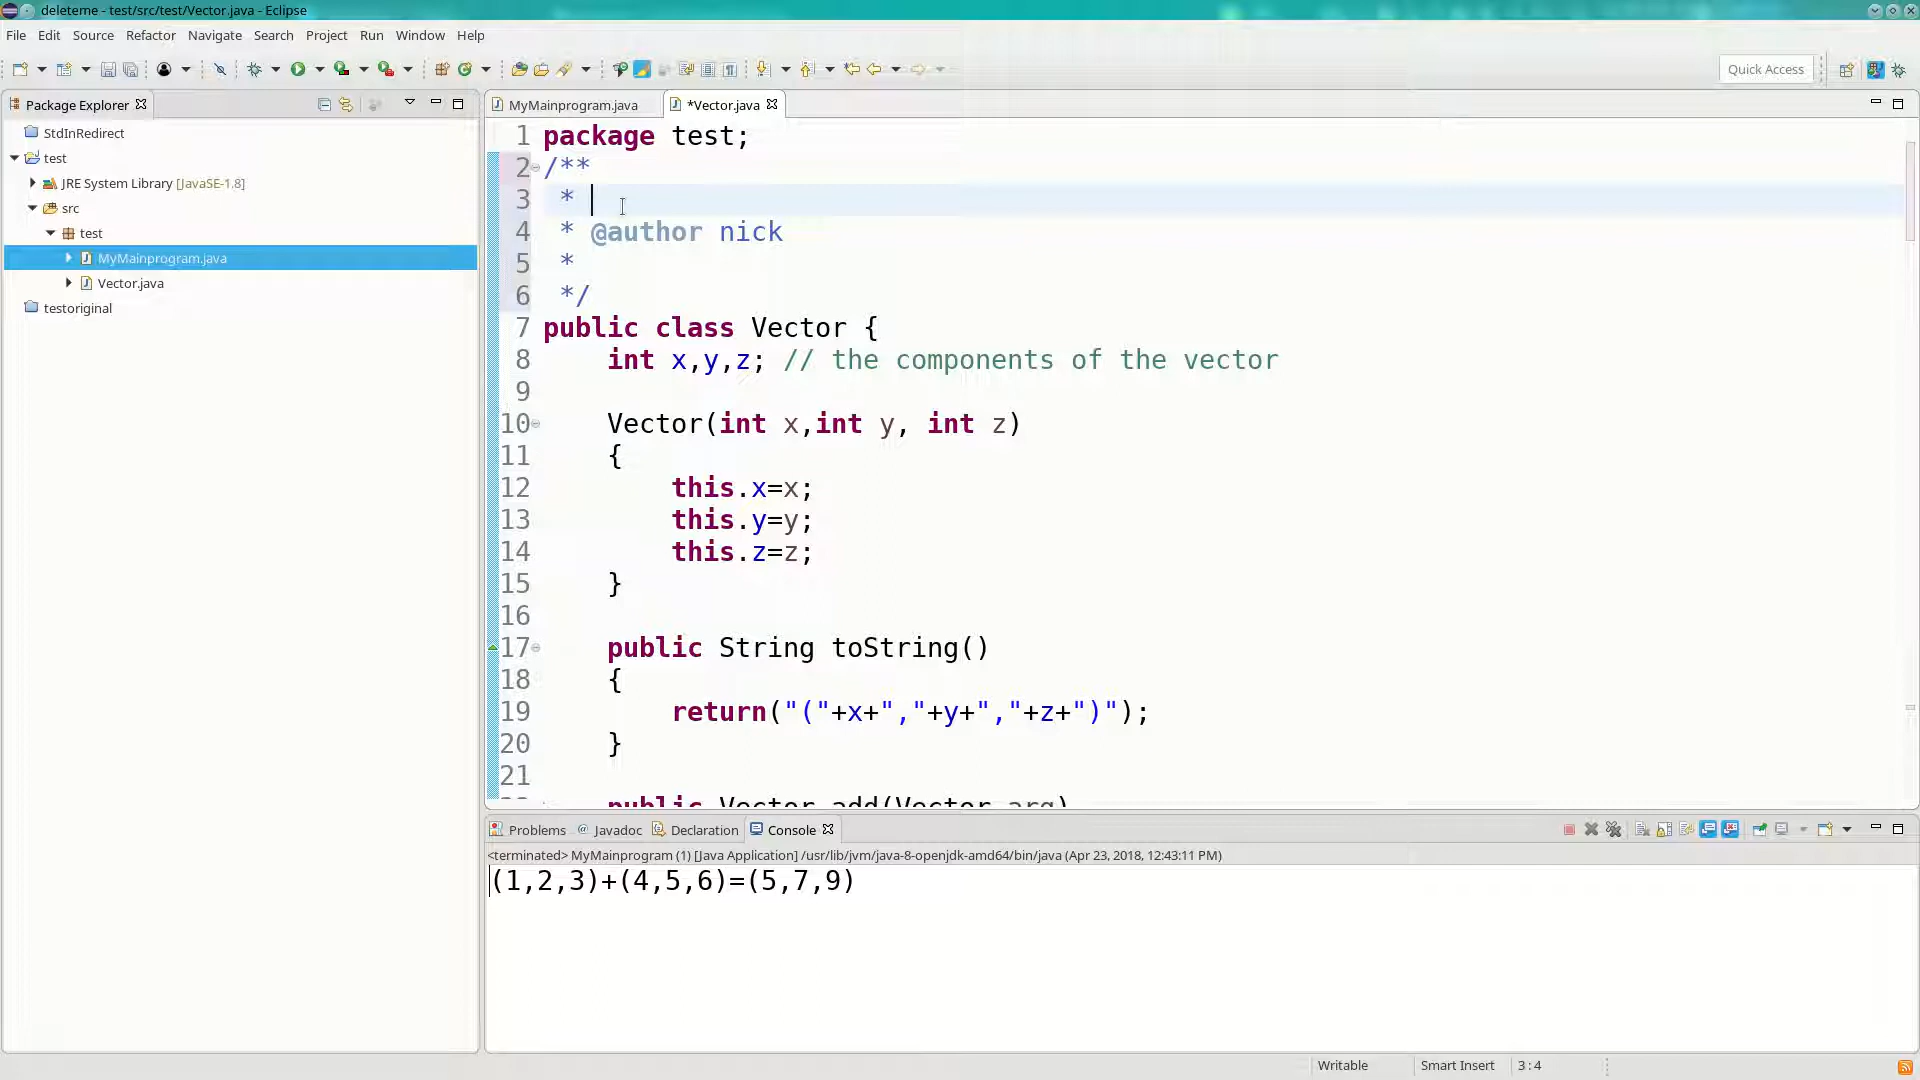 deleteme - test/src/test/Vector.java - Eclipse
File Edit Source Refactor Navigate Search Project Run Window Help
Quick Access
Package Explorer
StdInRedirect
test
JRE System Library [JavaSE-1.8]
src
test
MyMainprogram.java
Vector.java
testoriginal
MyMainprogram.java *Vector.java
1 package test;
2 /**
3  * 
4  * @author nick
5  *
6  */
7 public class Vector {
8     int x,y,z; // the components of the vector
9
10     Vector(int x,int y, int z)
11     {
12         this.x=x;
13         this.y=y;
14         this.z=z;
15     }
16
17     public String toString()
18     {
19         return("("+x+","+y+","+z+")");
20     }
21
public Vector add(Vector arg)
Problems @ Javadoc Declaration Console
<terminated> MyMainprogram (1) [Java Application] /usr/lib/jvm/java-8-openjdk-amd64/bin/java (Apr 23, 2018, 12:43:11 PM)
(1,2,3)+(4,5,6)=(5,7,9)
Writable Smart Insert 3 : 4